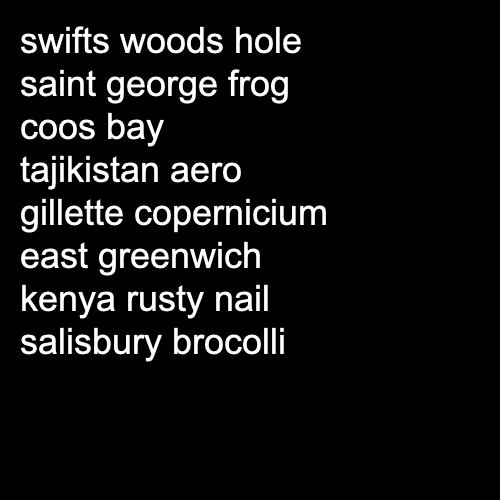 swifts woods hole
saint george frog
coos bay
tajikistan aero
gillette copernicium
east greenwich
kenya rusty nail
salisbury brocolli